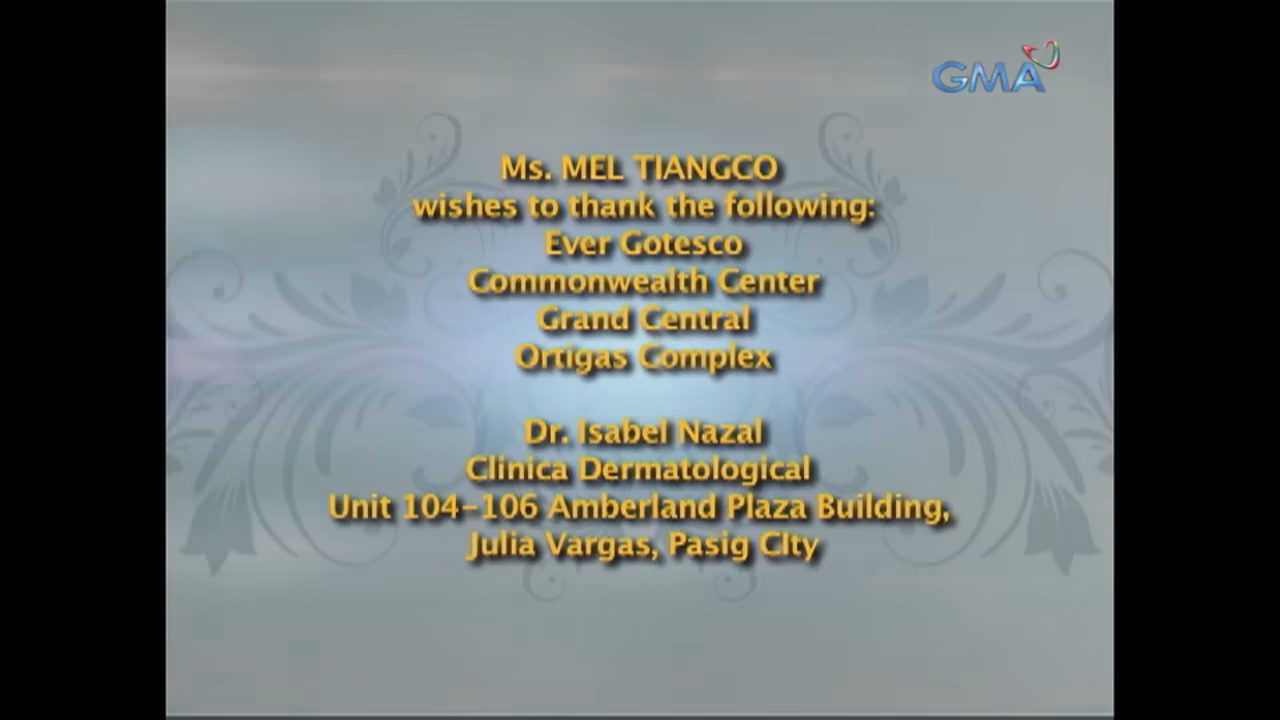 GMA
Ms. MEL TIANGCO
wishes to thank the following:
Ever Gotesco
Commonwealth Center
Grand Central
Ortigas Complex
Dr. Isabel Nazal
Clinica Dermatological
Unit 104-106 Amberland Plaza Building,
Julia Vargas, Pasig CIty